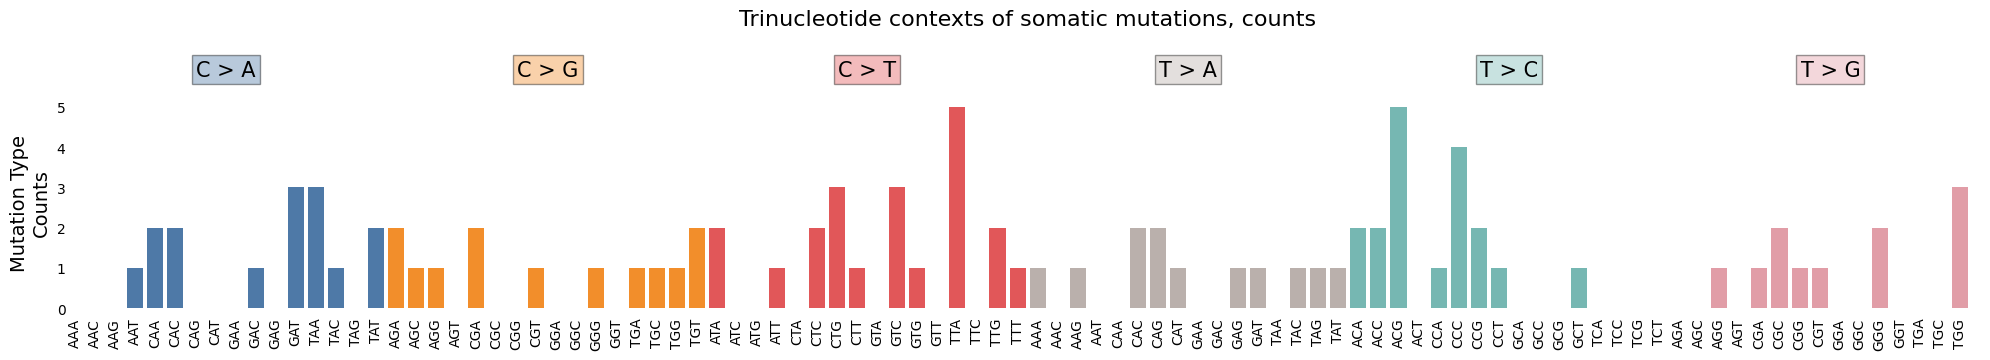 Trinucleotide contexts of somatic mutations, counts
C > A
C > G
C > T
T > A
T > C
T > G
Mutation Type
Counts
5
4
3
2
1
0
AAA
AAC
AAG
AAT
CAA
CAC
CAG
CAT
GAA
GAC
GAG
GAT
TAA
TAC
TAG
TAT
AGA
AGC
AGG
AGT
CGA
CGC
CGG
CGT
GGA
GGC
GGG
GGT
TGA
TGC
TGG
TGT
ATA
ATC
ATG
ATT
CTA
CTC
CTG
CTT
GTA
GTC
GTG
GTT
TTA
TTC
TTG
TTT
AAA
AAC
AAG
AAT
CAA
CAC
CAG
CAT
GAA
GAC
GAG
GAT
TAA
TAC
TAG
TAT
ACA
ACC
ACG
ACT
CCA
CCC
CCG
CCT
GCA
GCC
GCG
GCT
TCA
TCC
TCG
TCT
AGA
AGC
AGG
AGT
CGA
CGC
CGG
CGT
GGA
GGC
GGG
GGT
TGA
TGC
TGG